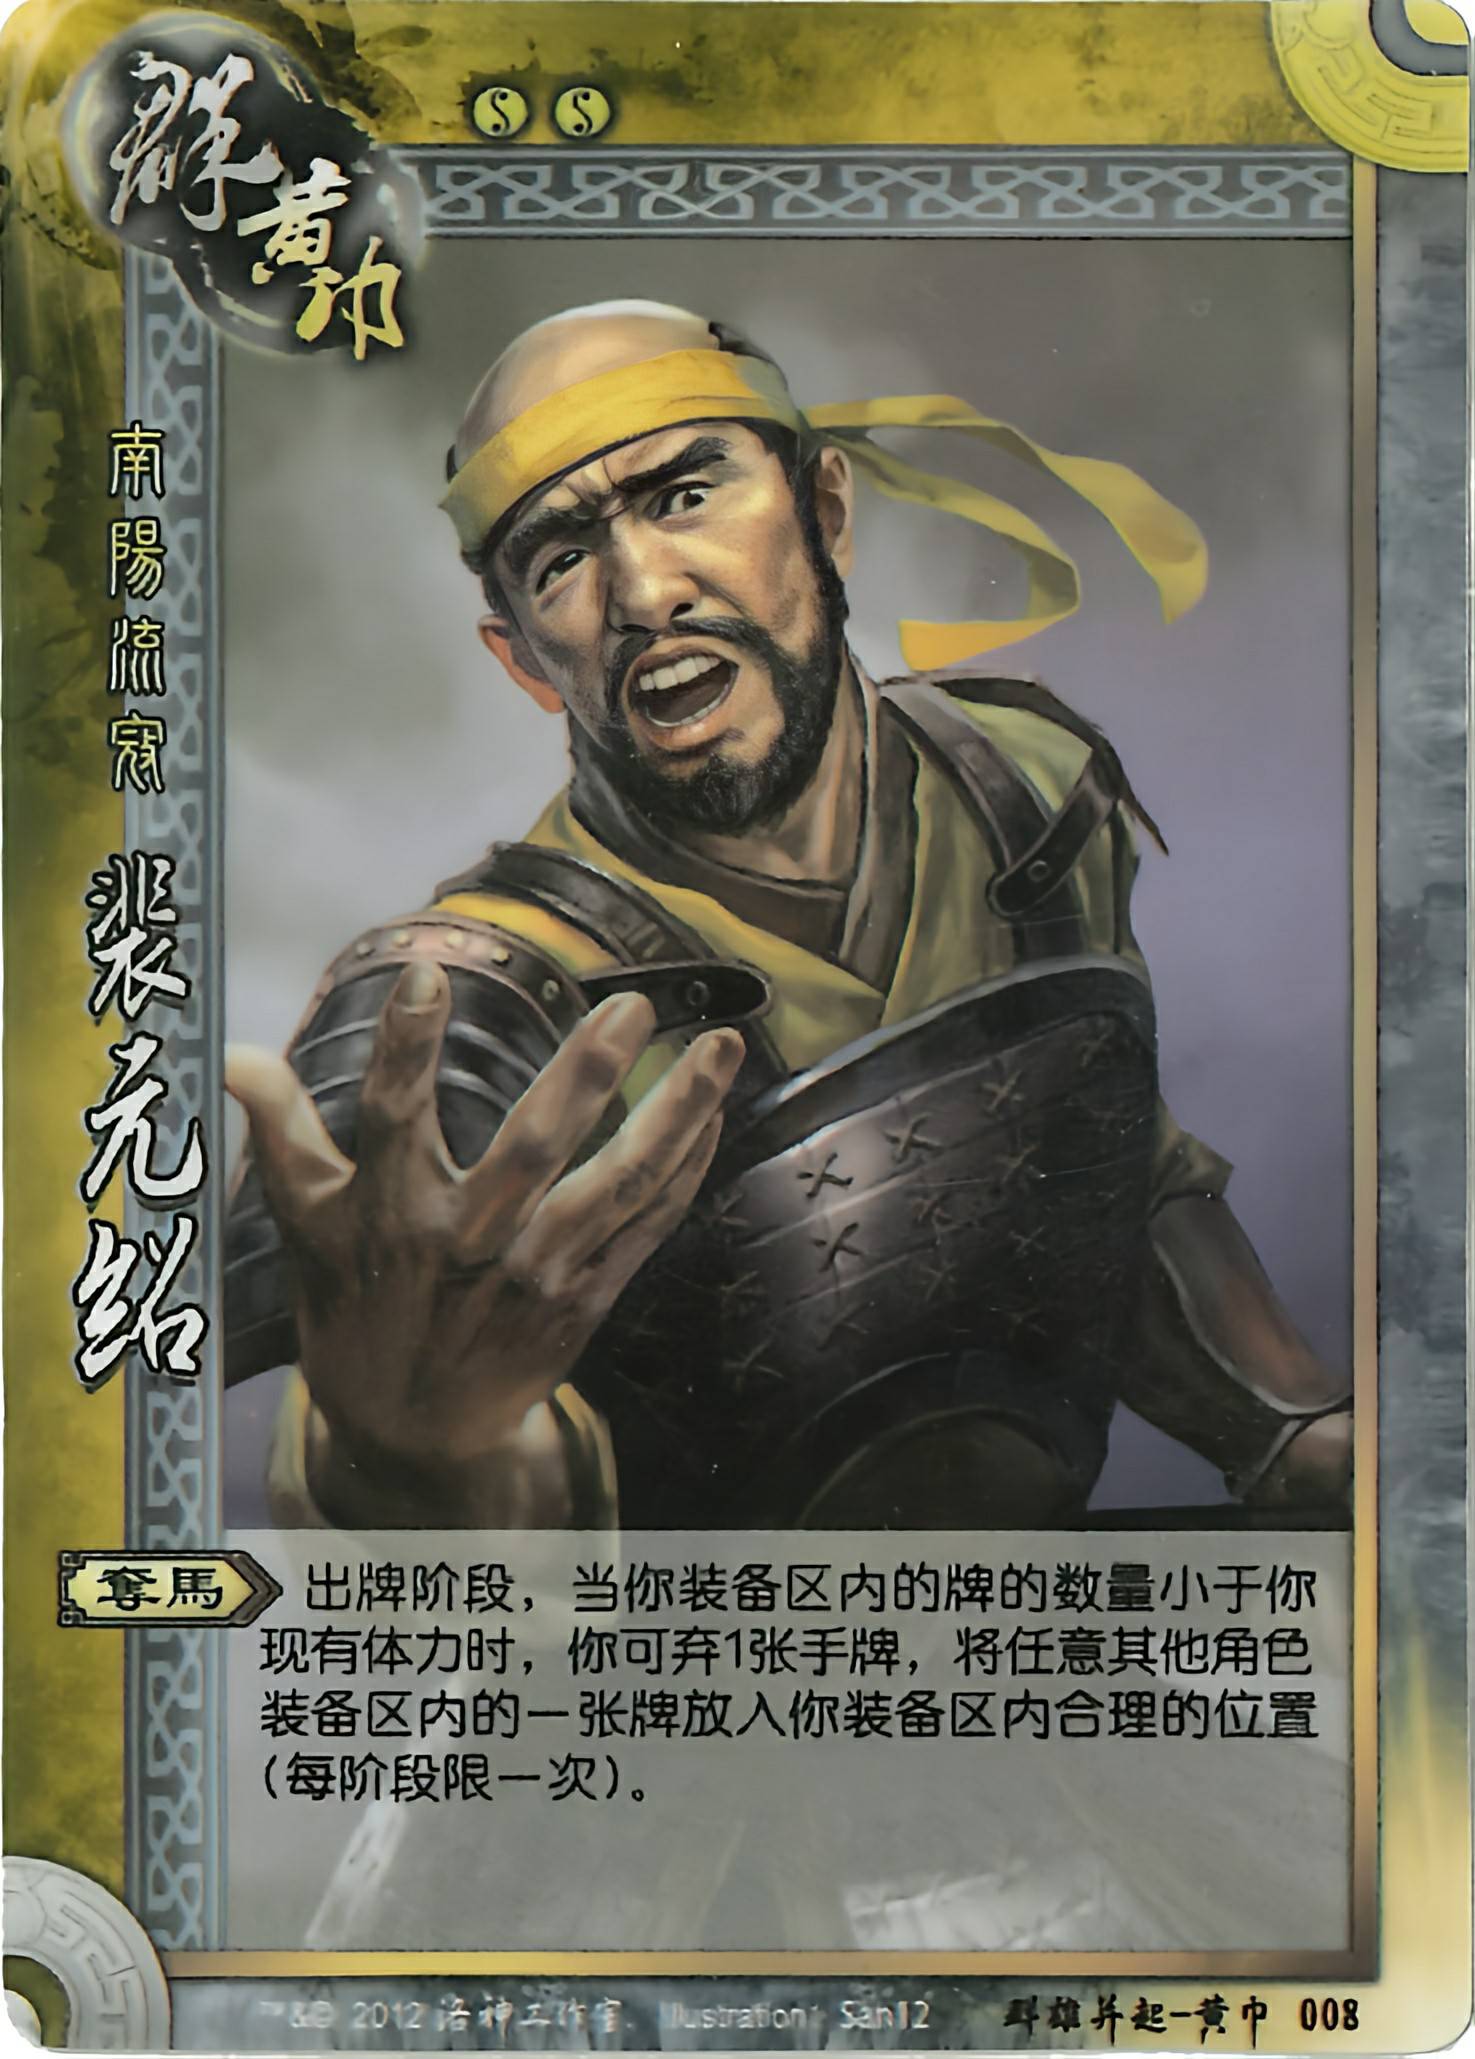 群
黄巾
南陽流寇
裴元绍
奪馬
出牌阶段，当你装备区内的牌的数量小于你
现有体力时，你可弃1张手牌，将任意其他角色
装备区内的一张牌放入你装备区内合理的位置
（每阶段限一次）。
™&© 2012 洛神工作室. Illustration: San12
群雄并起-黄巾 008